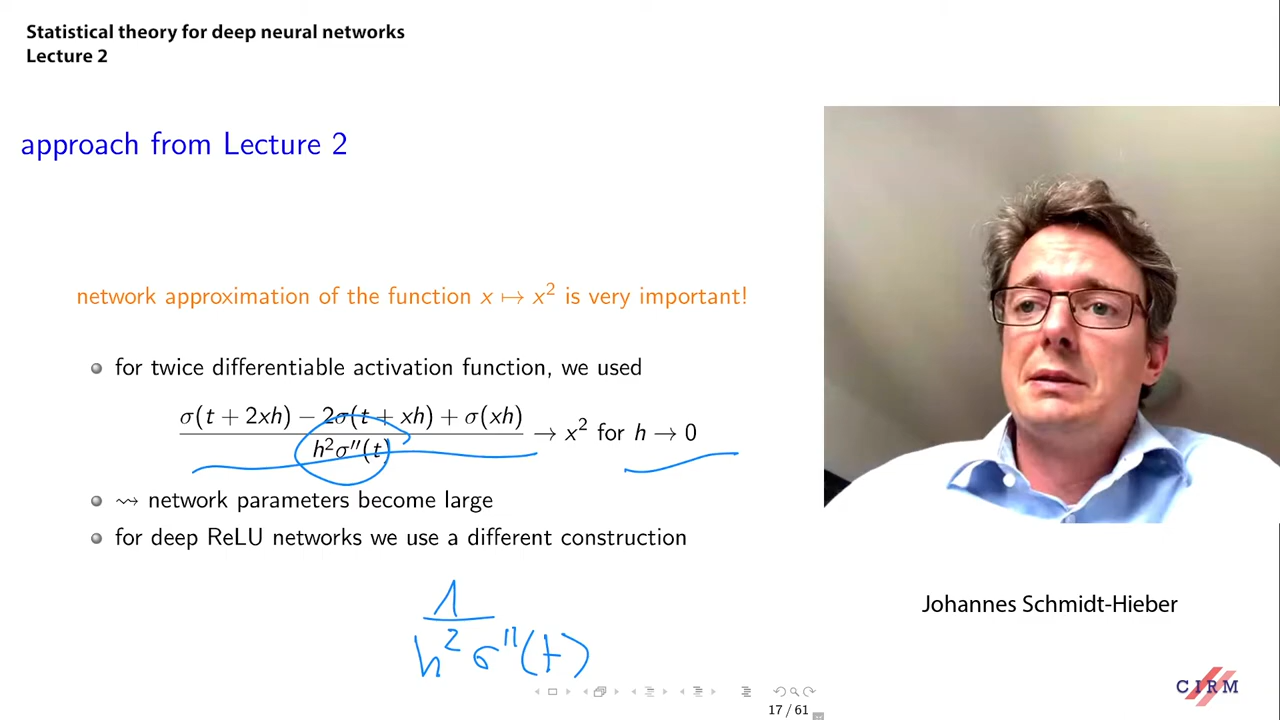 Statistical theory for deep neural networks
Lecture 2
approach from Lecture 2
network approximation of the function x ↦ x² is very important!
for twice differentiable activation function, we used
σ(t + 2xh) − 2σ(t + xh) + σ(xh)
h²σ″(t)
→ x² for h → 0
⇝ network parameters become large
for deep ReLU networks we use a different construction
1
h² σ″(t)
Johannes Schmidt-Hieber
CIRM
17 / 61